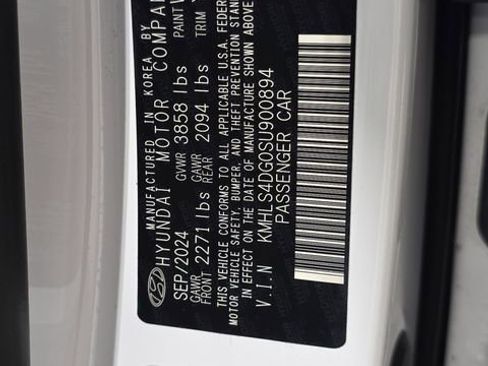 MANUFACTURED IN KOREA BY
HYUNDAI MOTOR COMPA
SEP/2024 GVWR 3858 lbs PAINT
GAWR FRONT 2271 lbs GAWR REAR 2094 lbs TRIM
THIS VEHICLE CONFORMS TO ALL APPLICABLE U.S.A. FEDER
MOTOR VEHICLE SAFETY, BUMPER, AND THEFT PREVENTION STAN
IN EFFECT ON THE DATE OF MANUFACTURE SHOWN ABOVE
V.I.N KMHLS4DG0SU900894
PASSENGER CAR